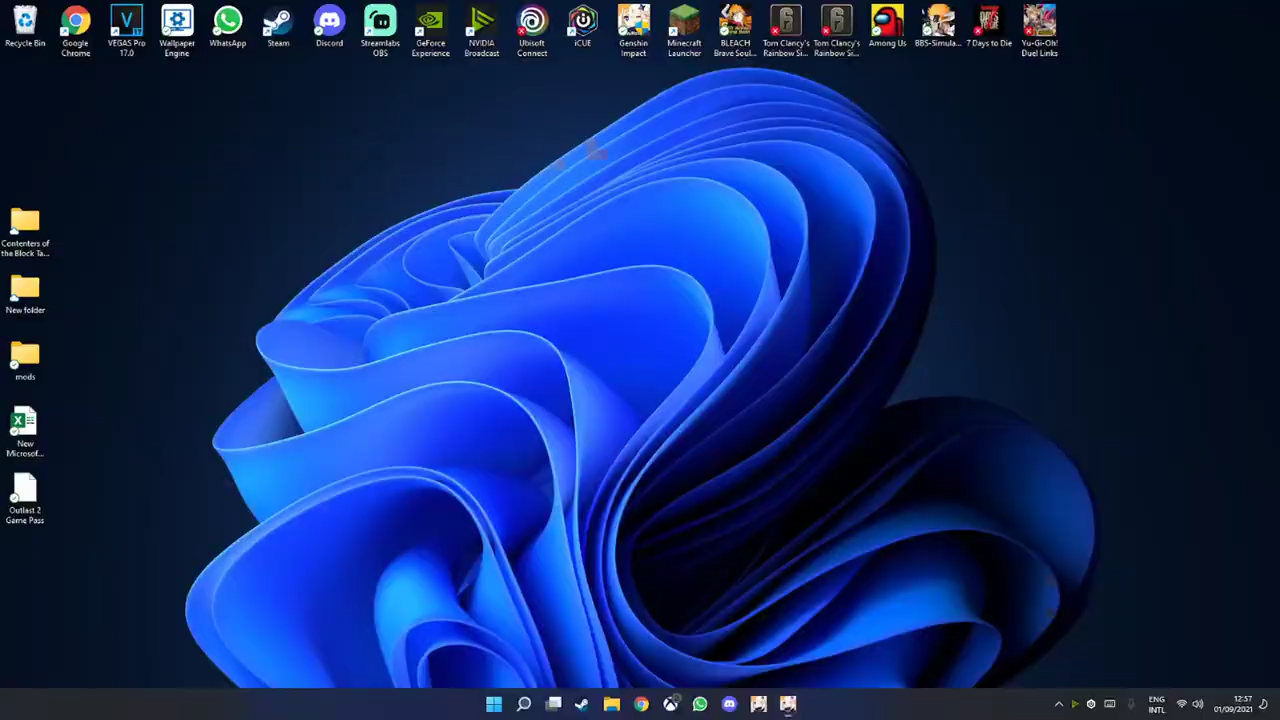 Recycle Bin
Google
Chrome
VEGAS Pro
17.0
Wallpaper
Engine
WhatsApp
Steam
Discord
Streamlabs
OBS
GeForce
Experience
NVIDIA
Broadcast
Ubisoft
Connect
iCUE
Genshin
Impact
Minecraft
Launcher
BLEACH
Brave Soul...
Tom Clancy's
Rainbow Si...
Tom Clancy's
Rainbow Si...
Among Us
BBS-Simula...
7 Days to Die
Yu-Gi-Oh!
Duel Links
Contenters of
the Block Ta...
New folder
mods
New
Microsof...
Outlast 2
Game Pass
ENG
INTL
12:57
01/09/2021